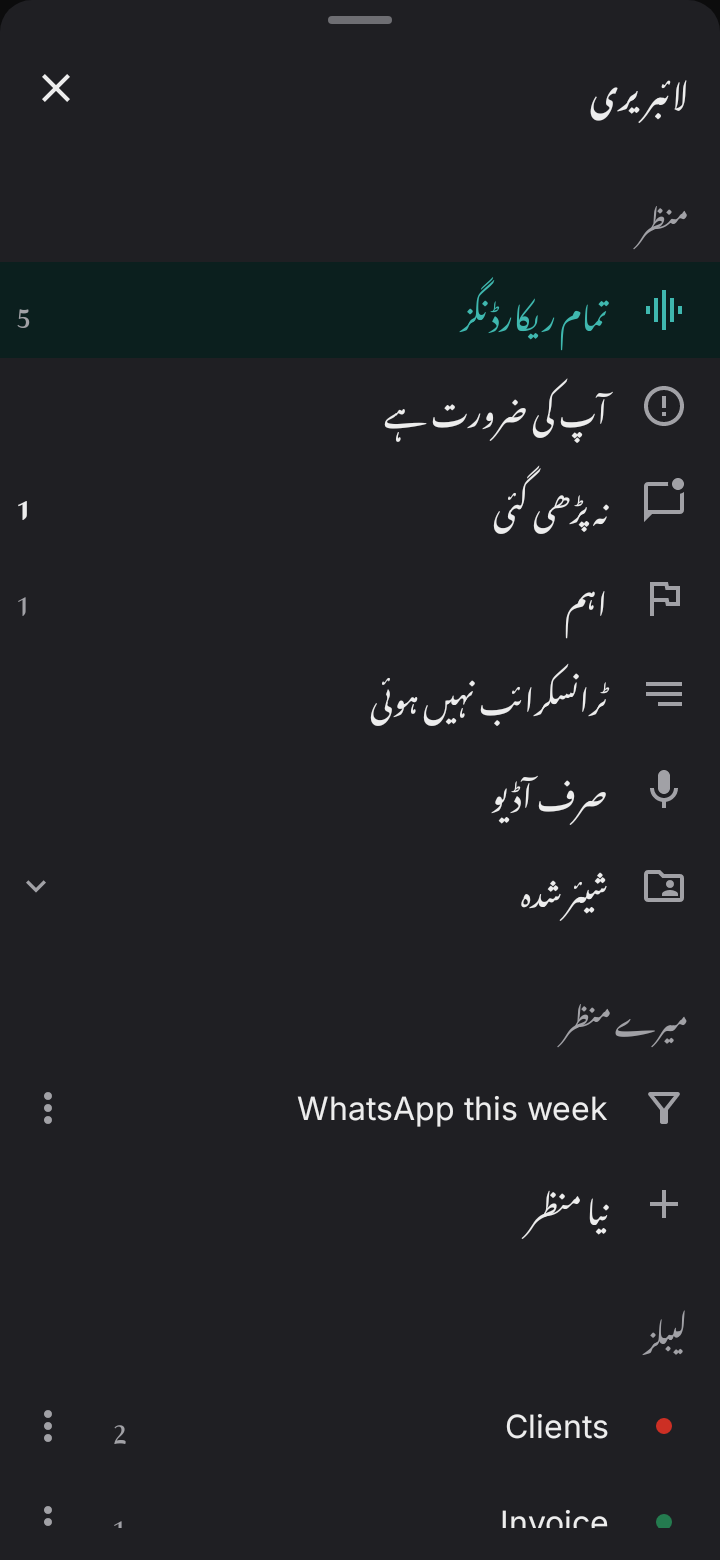 لائبریری
منظر
تمام ریکارڈنگز 5
آپ کی ضرورت ہے
نہ پڑھی گئی 1
اہم 1
ٹرانسکرائب نہیں ہوئی
صرف آڈیو
شیئر شدہ
میرے منظر
WhatsApp this week
نیا منظر
لیبلز
Clients 2
Invoice 1